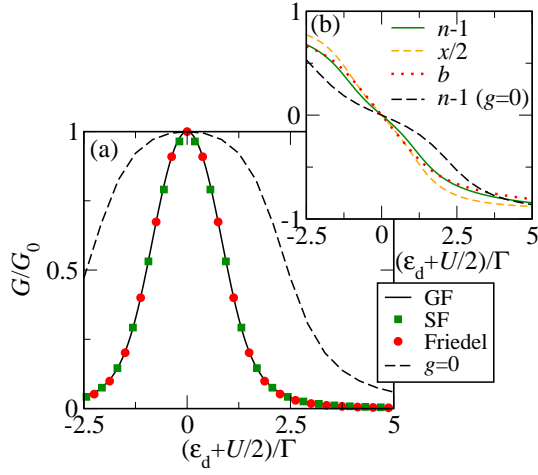 (b)
1
0
-1
n-1
x/2
b
n-1 (g=0)
-2.5 0 2.5 5
(ε_d+U/2)/Γ
(a)
1
0.5
0
G/G_0
-2.5 0 2.5 5
(ε_d+U/2)/Γ
GF
SF
Friedel
g=0